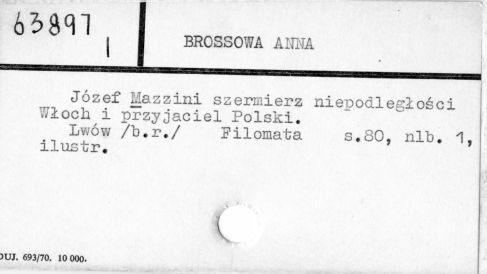 63897
I
BROSSOWA ANNA
Józef Mazzini szermierz niepodległości
Włoch i przyjaciel Polski.
Lwów /b.r./ Filomata s.80, nlb. 1,
ilustr.
DUJ. 693/70. 10 000.